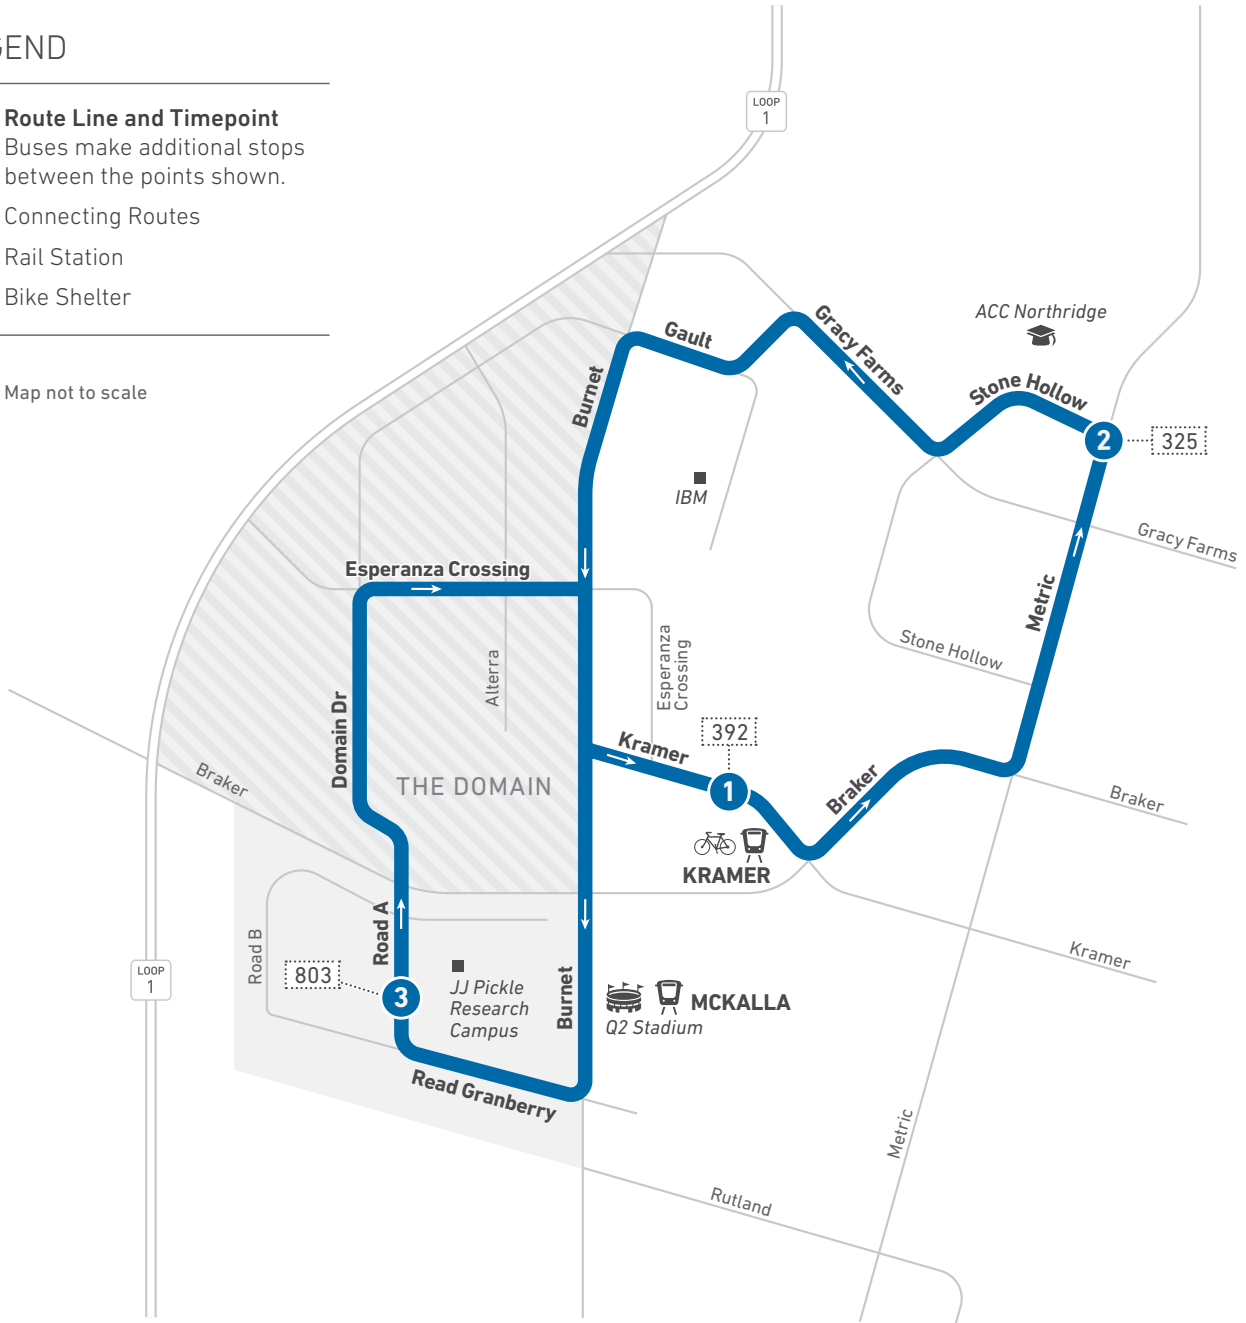 GEND
Route Line and Timepoint
Buses make additional stops
between the points shown.
Connecting Routes
Rail Station
Bike Shelter
Map not to scale
LOOP
1
ACC Northridge
Gracy Farms
Gault
Stone Hollow
Burnet
2
325
IBM
Gracy Farms
Esperanza Crossing
Metric
Stone Hollow
Esperanza
Crossing
Alterra
Domain Dr
392
Kramer
Braker
THE DOMAIN
1
Braker
Braker
KRAMER
Road A
Road B
Kramer
LOOP
1
803
3
JJ Pickle
Research
Campus
Burnet
MCKALLA
Q2 Stadium
Read Granberry
Metric
Rutland